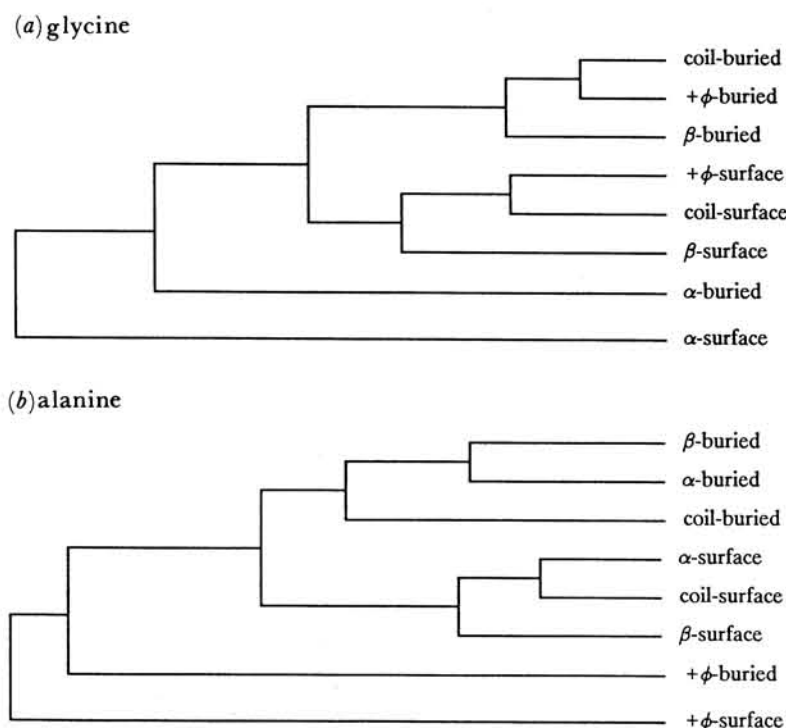 (a) glycine
coil-buried
+ϕ-buried
β-buried
+ϕ-surface
coil-surface
β-surface
α-buried
α-surface
(b) alanine
β-buried
α-buried
coil-buried
α-surface
coil-surface
β-surface
+ϕ-buried
+ϕ-surface